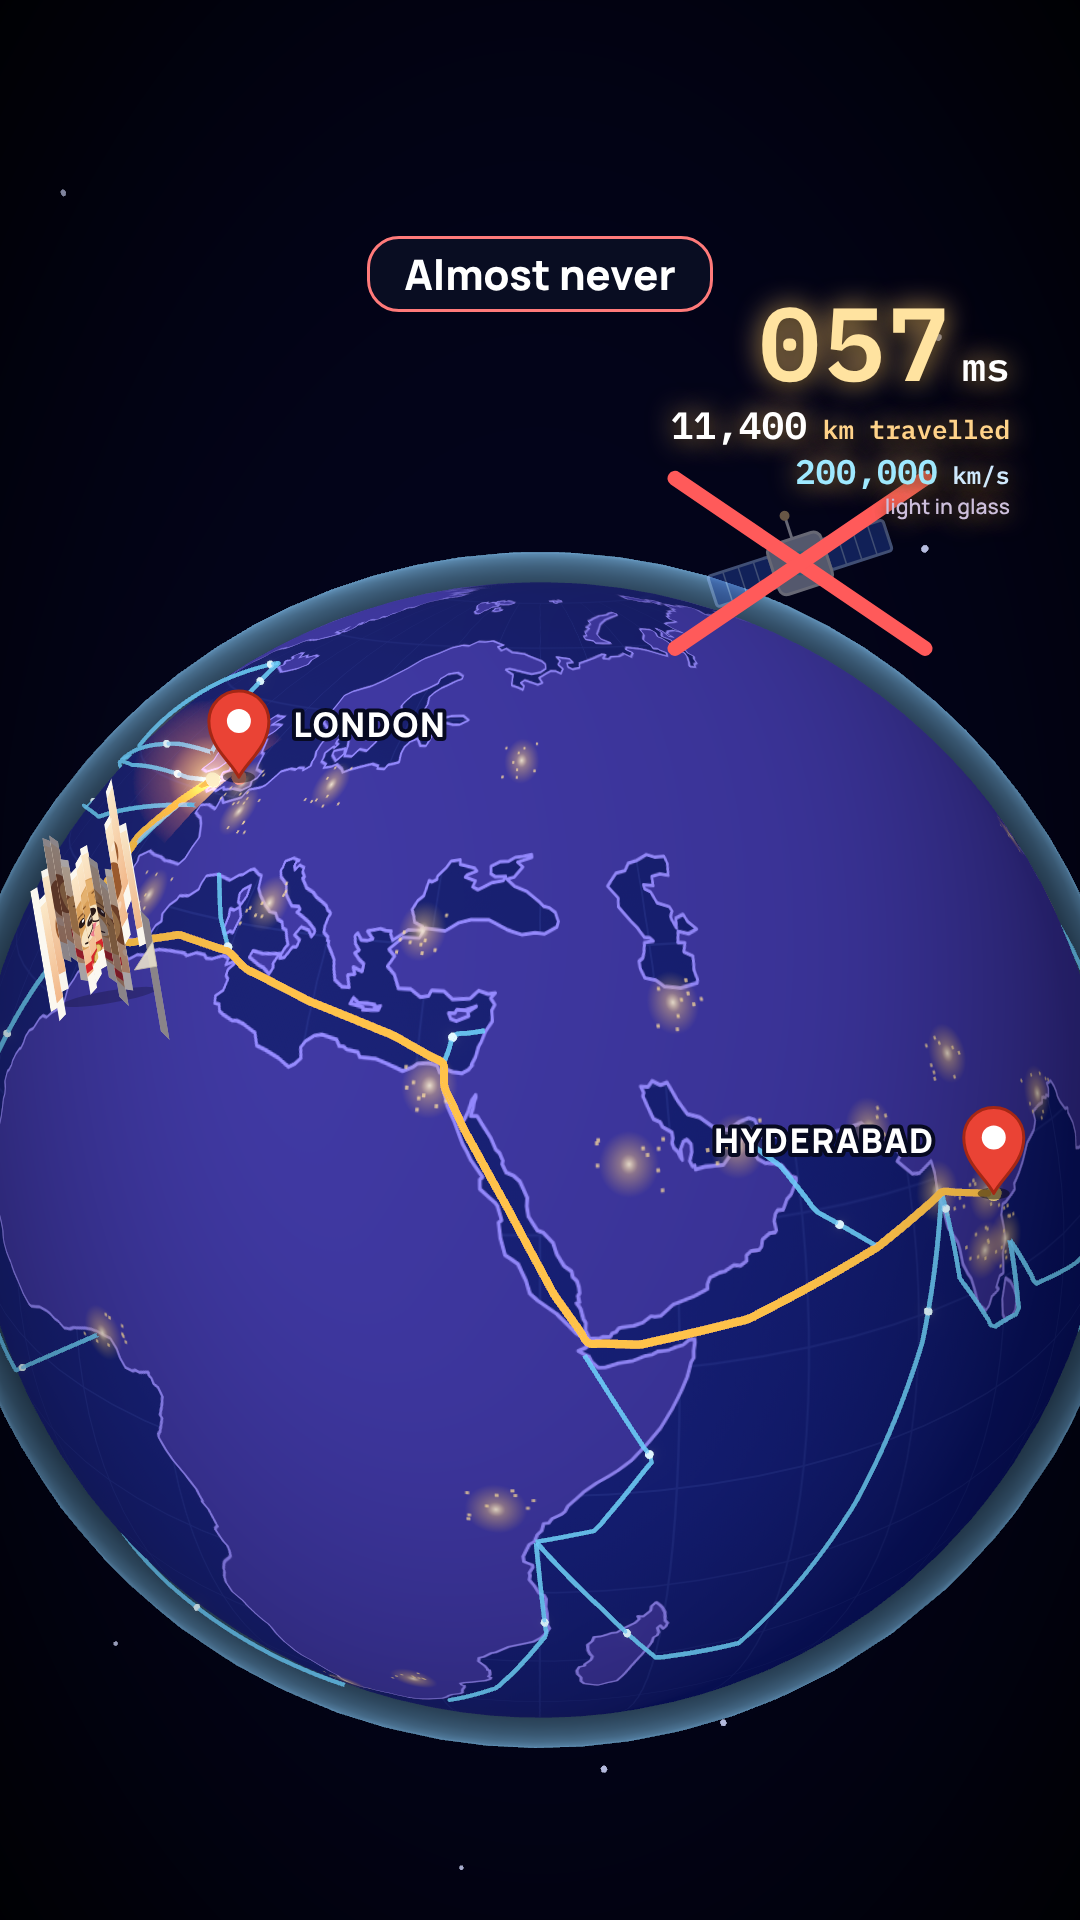 Almost never
057 ms
11,400 km travelled
200,000 km/s
light in glass
LONDON
HYDERABAD